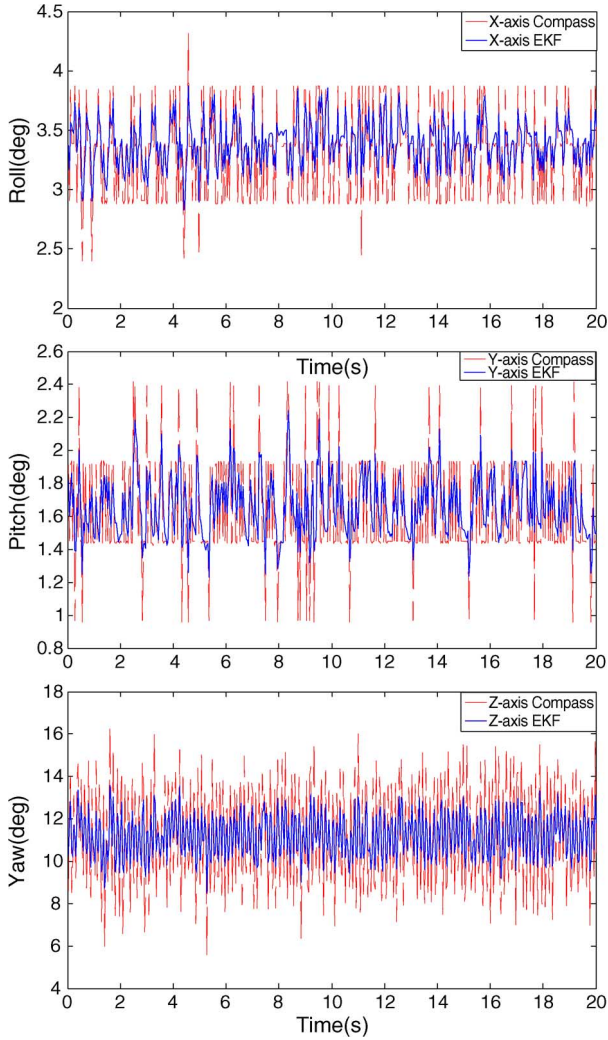 4.5
X-axis Compass
X-axis EKF
4
3.5
3
2.5
2
Roll(deg)
0 2 4 6 8 10 12 14 16 18 20
Time(s)
2.6
Y-axis Compass
Y-axis EKF
2.4
2.2
2
1.8
1.6
1.4
1.2
1
0.8
Pitch(deg)
0 2 4 6 8 10 12 14 16 18 20
18
Z-axis Compass
Z-axis EKF
16
14
12
10
8
6
4
Yaw(deg)
0 2 4 6 8 10 12 14 16 18 20
Time(s)